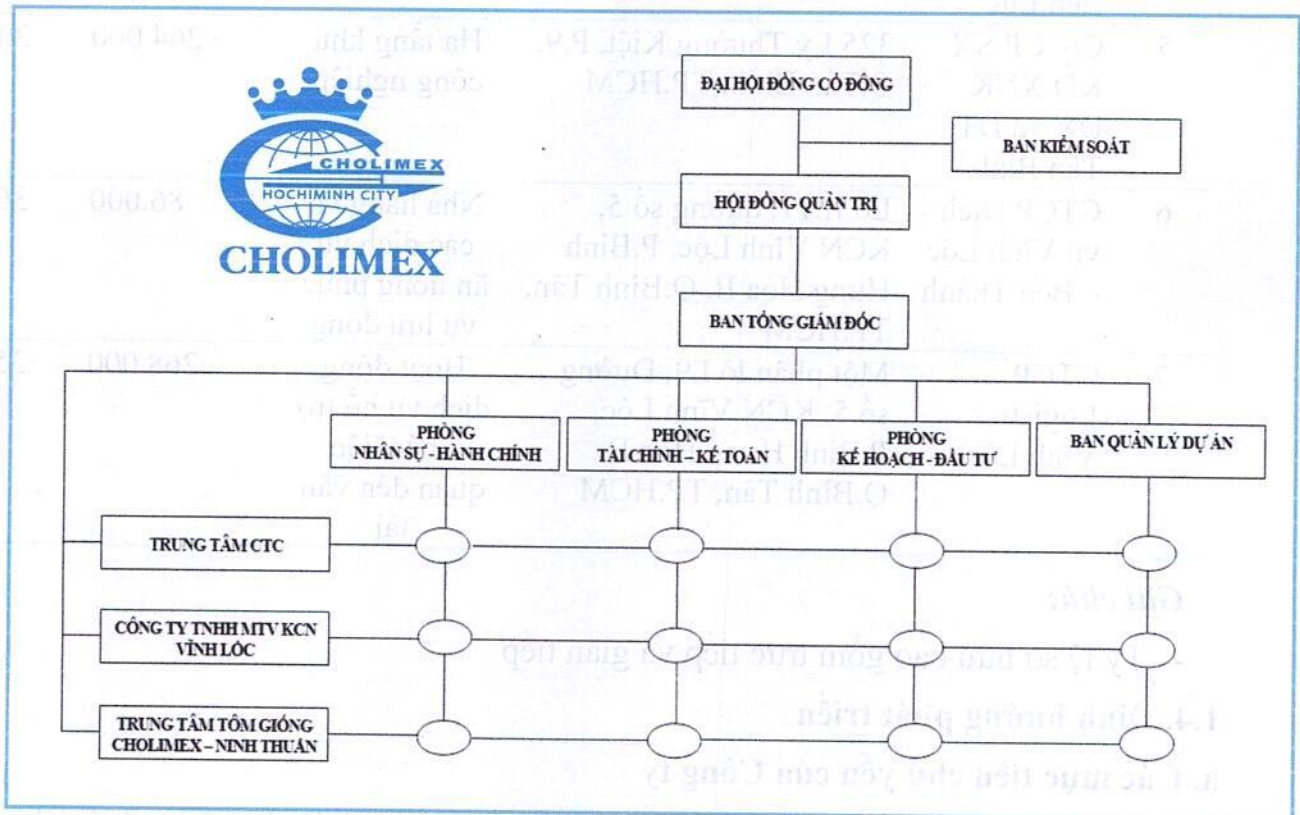 ĐẠI HỘI ĐỒNG CỔ ĐÔNG
BAN KIỂM SOÁT
CHOLIMEX
HOCHIMINH CITY
CHOLIMEX
HỘI ĐỒNG QUẢN TRỊ
BAN TỔNG GIÁM ĐỐC
PHÒNG
NHÂN SỰ - HÀNH CHÍNH
PHÒNG
TÀI CHÍNH – KẾ TOÁN
PHÒNG
KẾ HOẠCH - ĐẦU TƯ
BAN QUẢN LÝ DỰ ÁN
TRUNG TÂM CTC
CÔNG TY TNHH MTV KCN
VĨNH LỘC
TRUNG TÂM TÔM GIỐNG
CHOLIMEX – NINH THUẬN